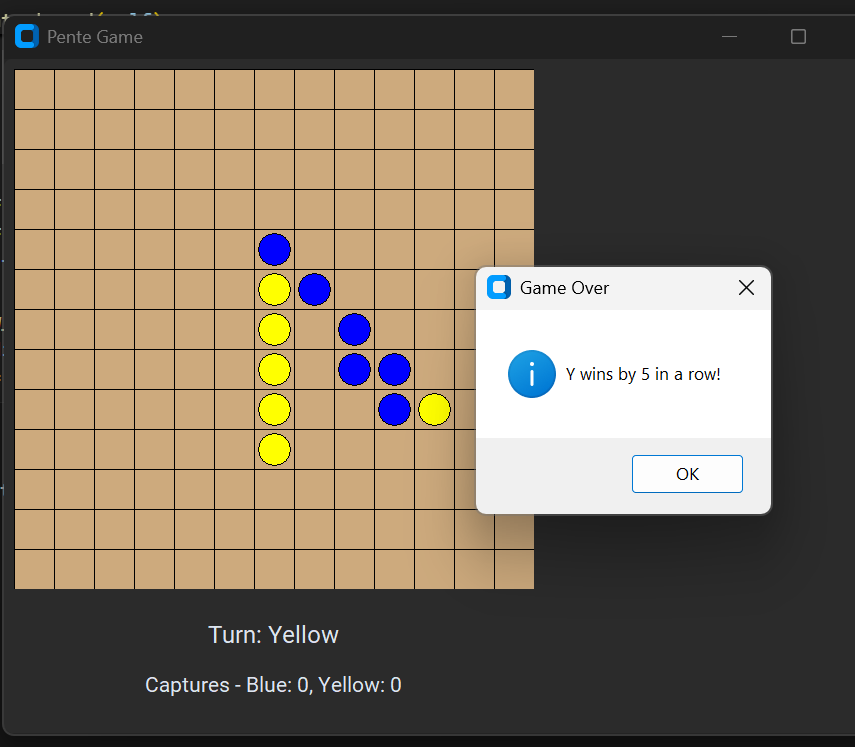 Pente Game
Game Over
Y wins by 5 in a row!
OK
Turn: Yellow
Captures - Blue: 0, Yellow: 0